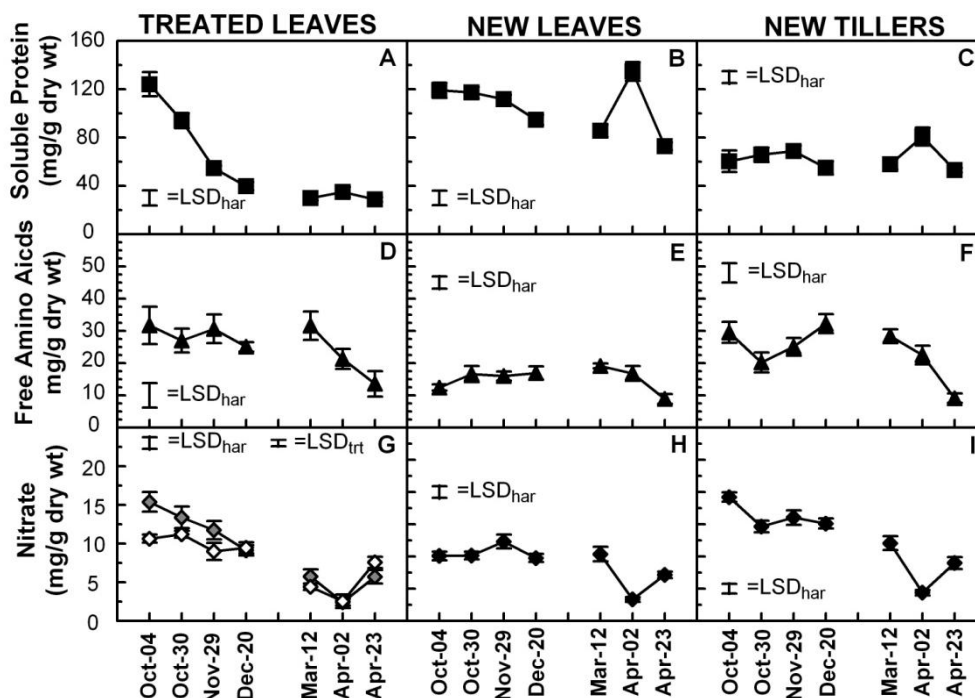 TREATED LEAVES NEW LEAVES NEW TILLERS
Soluble Protein
(mg/g dry wt)
160
120
80
40
0
A
=LSDhar
B
=LSDhar
C
=LSDhar
Free Amino Aicds
mg/g dry wt)
50
40
30
20
10
0
D
=LSDhar
E
=LSDhar
F
=LSDhar
Nitrate
(mg/g dry wt)
20
15
10
5
0
=LSDhar =LSDtrt G
H
=LSDhar
I
=LSDhar
Oct-04 Oct-30 Nov-29 Dec-20 Mar-12 Apr-02 Apr-23
Oct-04 Oct-30 Nov-29 Dec-20 Mar-12 Apr-02 Apr-23
Oct-04 Oct-30 Nov-29 Dec-20 Mar-12 Apr-02 Apr-23